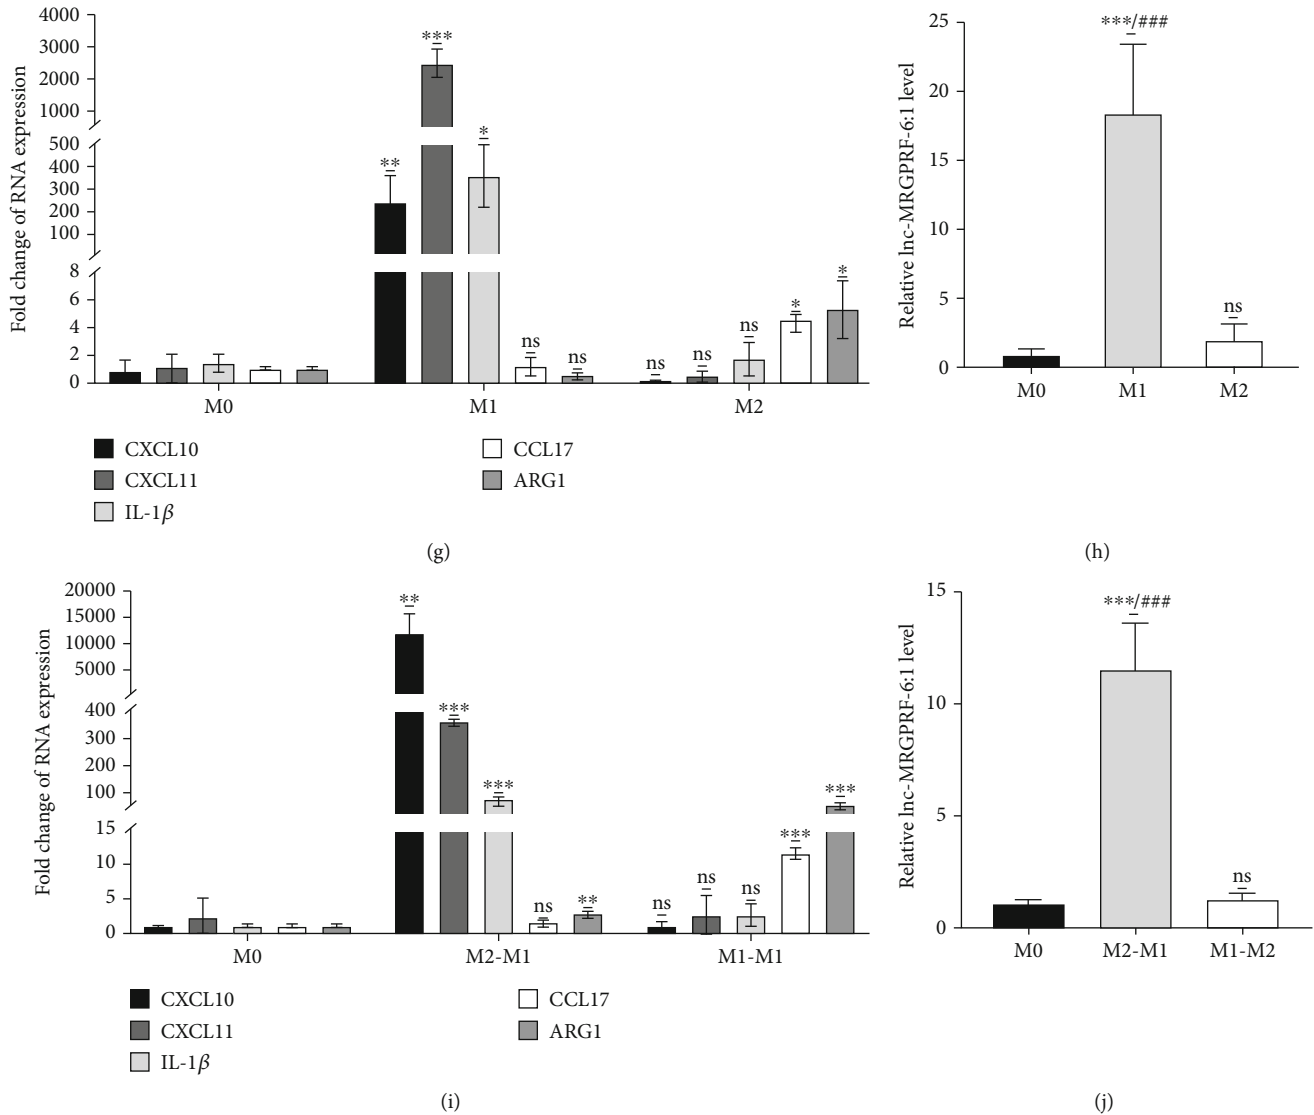 Fold change of RNA expression
4000
3000
2000
1000
500
400
300
200
100
8
6
4
2
0
**
***
*
ns
ns
ns
ns
ns
*
*
M0
M1
M2
CXCL10
CXCL11
IL-1β
CCL17
ARG1
(g)
Relative lnc-MRGPRF-6:1 level
25
20
15
10
5
0
***/###
ns
M0
M1
M2
(h)
Fold change of RNA expression
20000
15000
10000
5000
400
300
200
100
15
10
5
0
**
***
***
ns
**
ns
ns
ns
***
***
M0
M2-M1
M1-M1
CXCL10
CXCL11
IL-1β
CCL17
ARG1
(i)
Relative lnc-MRGPRF-6:1 level
15
10
5
0
***/###
ns
M0
M2-M1
M1-M2
(j)